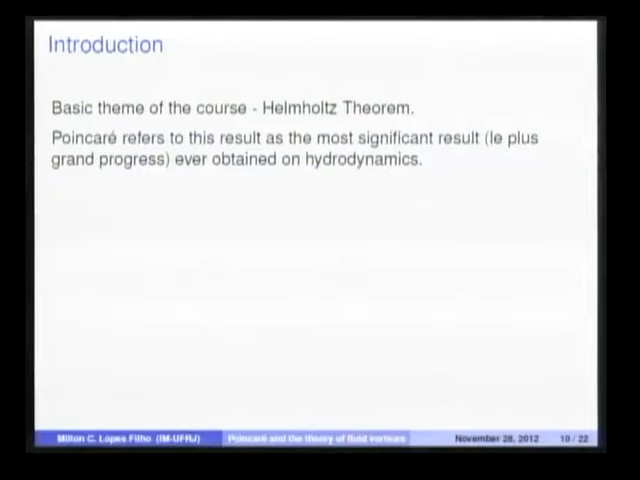 Introduction
Basic theme of the course - Helmholtz Theorem.
Poincaré refers to this result as the most significant result (le plus
grand progress) ever obtained on hydrodynamics.
Milton C. Lopes Filho (IM-UFRJ) Poincaré and the theory of fluid vortices November 28, 2012 10 / 22